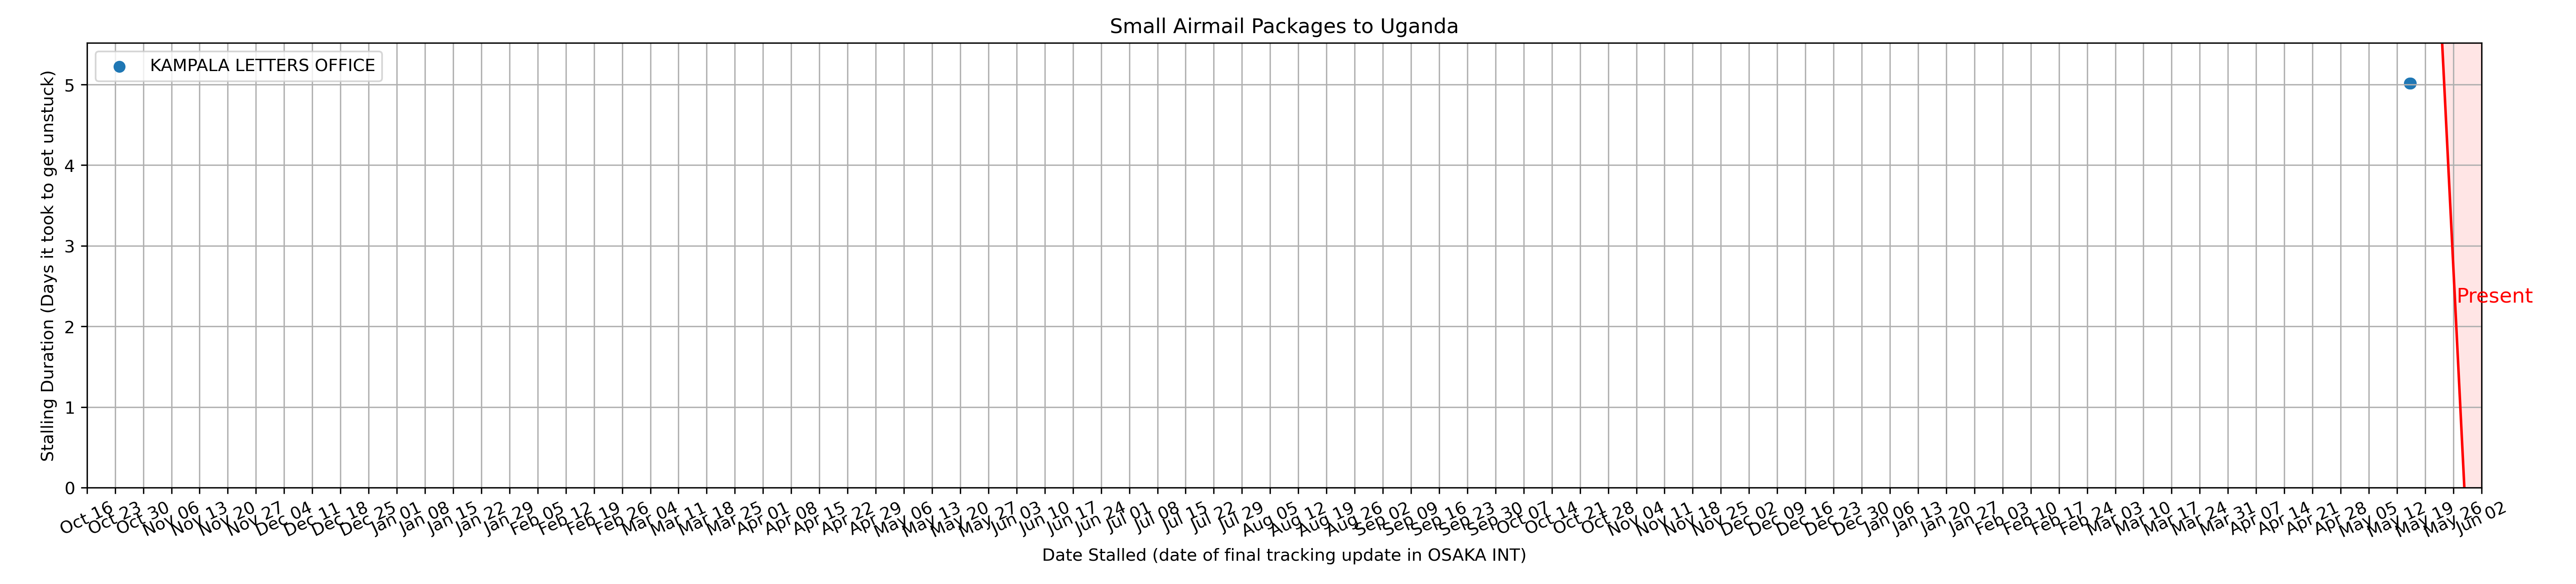 Small Airmail Packages to Uganda
KAMPALA LETTERS OFFICE
Stalling Duration (Days it took to get unstuck)
5
4
3
2
1
0
Present
Oct 16 Oct 23 Oct 30 Nov 06 Nov 13 Nov 20 Nov 27 Dec 04 Dec 11 Dec 18 Dec 25 Jan 01 Jan 08 Jan 15 Jan 22 Jan 29 Feb 05 Feb 12 Feb 19 Feb 26 Mar 04 Mar 11 Mar 18 Mar 25 Apr 01 Apr 08 Apr 15 Apr 22 Apr 29 May 06 May 13 May 20 May 27 Jun 03 Jun 10 Jun 17 Jun 24 Jul 01 Jul 08 Jul 15 Jul 22 Jul 29 Aug 05 Aug 12 Aug 19 Aug 26 Sep 02 Sep 09 Sep 16 Sep 23 Sep 30 Oct 07 Oct 14 Oct 21 Oct 28 Nov 04 Nov 11 Nov 18 Nov 25 Dec 02 Dec 09 Dec 16 Dec 23 Dec 30 Jan 06 Jan 13 Jan 20 Jan 27 Feb 03 Feb 10 Feb 17 Feb 24 Mar 03 Mar 10 Mar 17 Mar 24 Mar 31 Apr 07 Apr 14 Apr 21 Apr 28 May 05 May 12 May 19 May 26 Jun 02
Date Stalled (date of final tracking update in OSAKA INT)